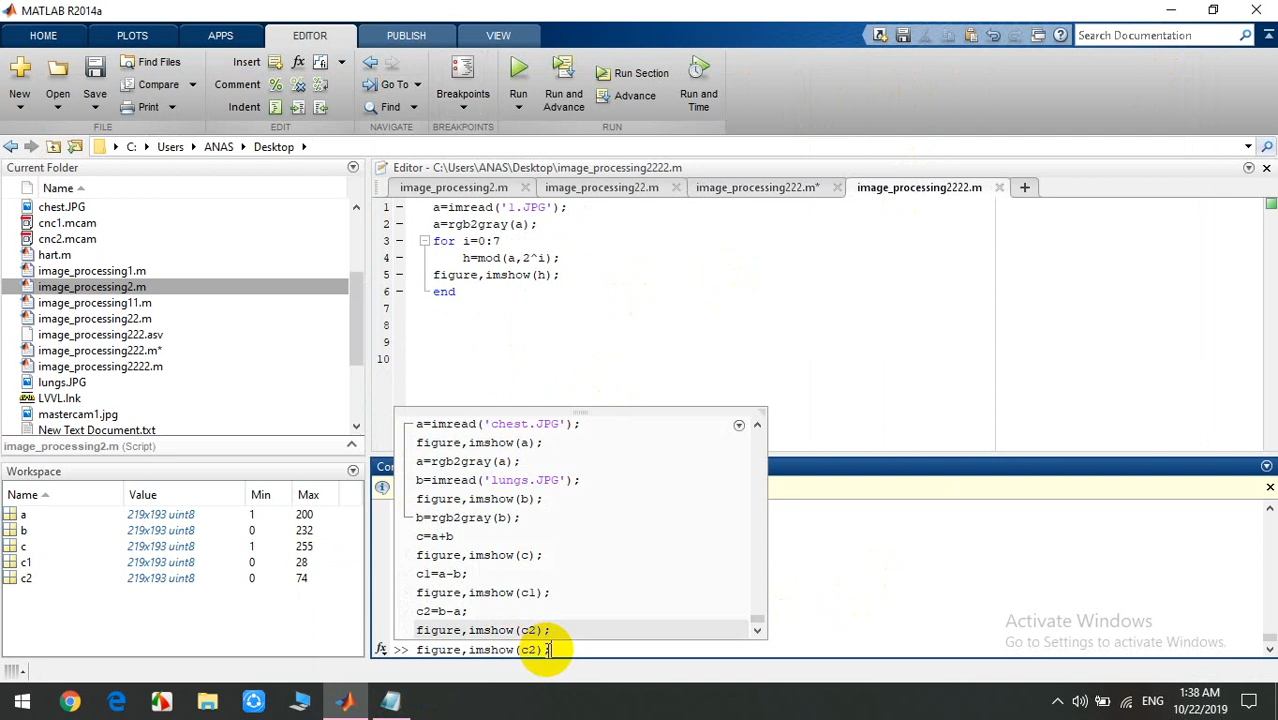 MATLAB R2014a
HOME PLOTS APPS EDITOR PUBLISH VIEW Search Documentation
New Open Save Find Files Compare Print
Insert Comment Indent
Go To Find
Breakpoints Run Run and Advance Run Section Advance Run and Time
FILE EDIT NAVIGATE BREAKPOINTS RUN
C: Users ANAS Desktop
Current Folder
Name
chest.JPG
cnc1.mcam
cnc2.mcam
hart.m
image_processing1.m
image_processing2.m
image_processing11.m
image_processing22.m
image_processing222.asv
image_processing222.m*
image_processing2222.m
lungs.JPG
LVVL.lnk
mastercam1.jpg
New Text Document.txt
image_processing2.m (Script)
Workspace
Name Value Min Max
a 219x193 uint8 1 200
b 219x193 uint8 0 232
c 219x193 uint8 1 255
c1 219x193 uint8 0 28
c2 219x193 uint8 0 74
Editor - C:\Users\ANAS\Desktop\image_processing2222.m
image_processing2.m image_processing22.m image_processing222.m* image_processing2222.m
1 a=imread('1.JPG');
2 a=rgb2gray(a);
3 for i=0:7
4 h=mod(a,2^i);
5 figure,imshow(h);
6 end
7
8
9
10
a=imread('chest.JPG');
figure,imshow(a);
a=rgb2gray(a);
b=imread('lungs.JPG');
figure,imshow(b);
b=rgb2gray(b);
c=a+b
figure,imshow(c);
c1=a-b;
figure,imshow(c1);
c2=b-a;
figure,imshow(c2);
fx >> figure,imshow(c2);
Activate Windows
Go to Settings to activate Windows.
ENG
1:38 AM
10/22/2019